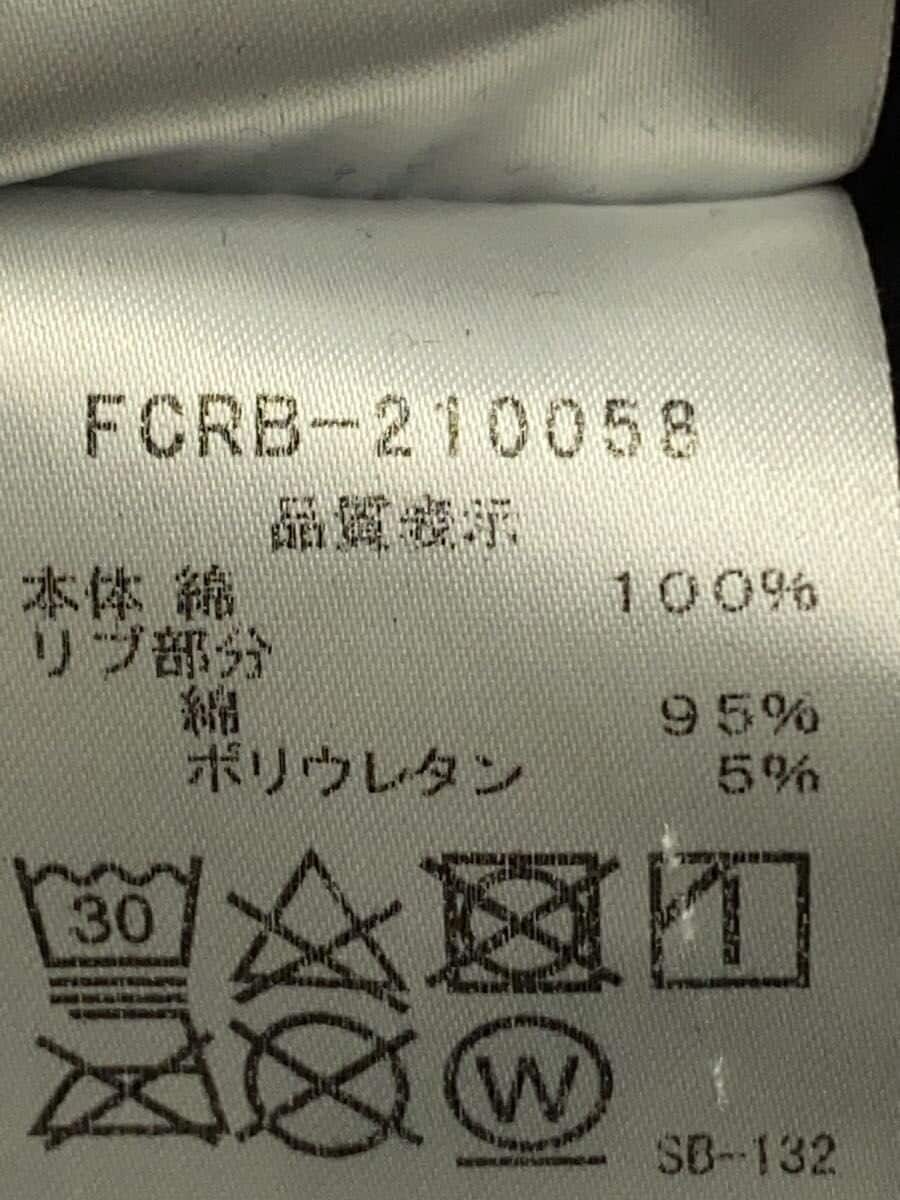 FCRB-210058
品質表示
本体 綿 100%
リブ部分
綿 95%
ポリウレタン 5%
30
W
SB-132